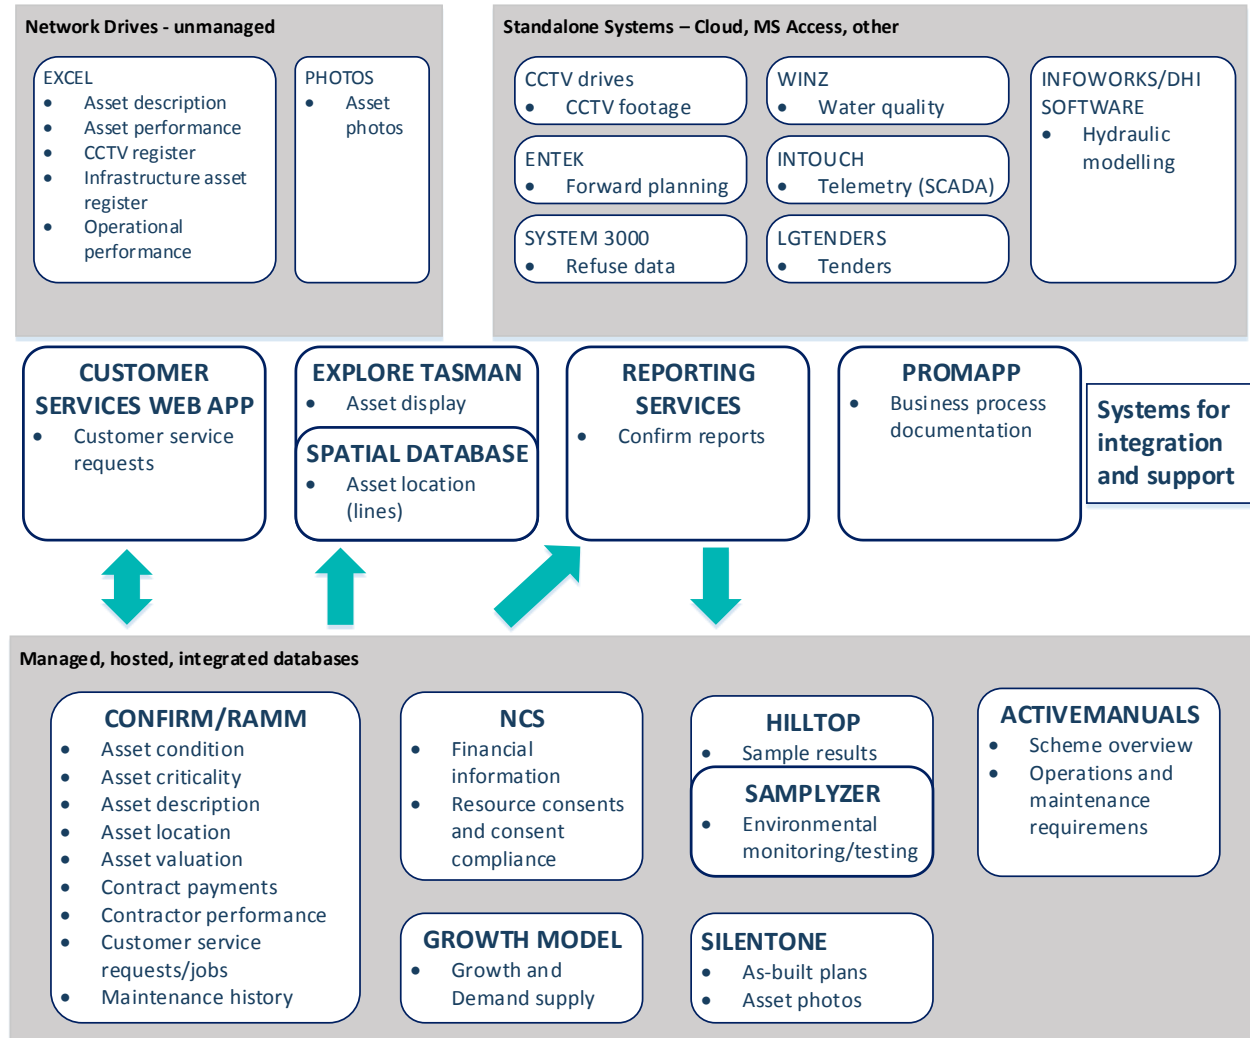 Network Drives - unmanaged
EXCEL
• Asset description
• Asset performance
• CCTV register
• Infrastructure asset
register
• Operational
performance
PHOTOS
• Asset
photos
Standalone Systems – Cloud, MS Access, other
CCTV drives
• CCTV footage
WINZ
• Water quality
INFOWORKS/DHI
SOFTWARE
• Hydraulic
modelling
ENTEK
• Forward planning
INTOUCH
• Telemetry (SCADA)
SYSTEM 3000
• Refuse data
LGTENDERS
• Tenders
CUSTOMER
SERVICES WEB APP
• Customer service
requests
EXPLORE TASMAN
• Asset display
SPATIAL DATABASE
• Asset location
(lines)
REPORTING
SERVICES
• Confirm reports
PROMAPP
• Business process
documentation
Systems for
integration
and support
Managed, hosted, integrated databases
CONFIRM/RAMM
• Asset condition
• Asset criticality
• Asset description
• Asset location
• Asset valuation
• Contract payments
• Contractor performance
• Customer service
requests/jobs
• Maintenance history
NCS
• Financial
information
• Resource consents
and consent
compliance
HILLTOP
• Sample results
SAMPLYZER
• Environmental
monitoring/testing
ACTIVEMANUALS
• Scheme overview
• Operations and
maintenance
requiremens
GROWTH MODEL
• Growth and
Demand supply
SILENTONE
• As-built plans
• Asset photos